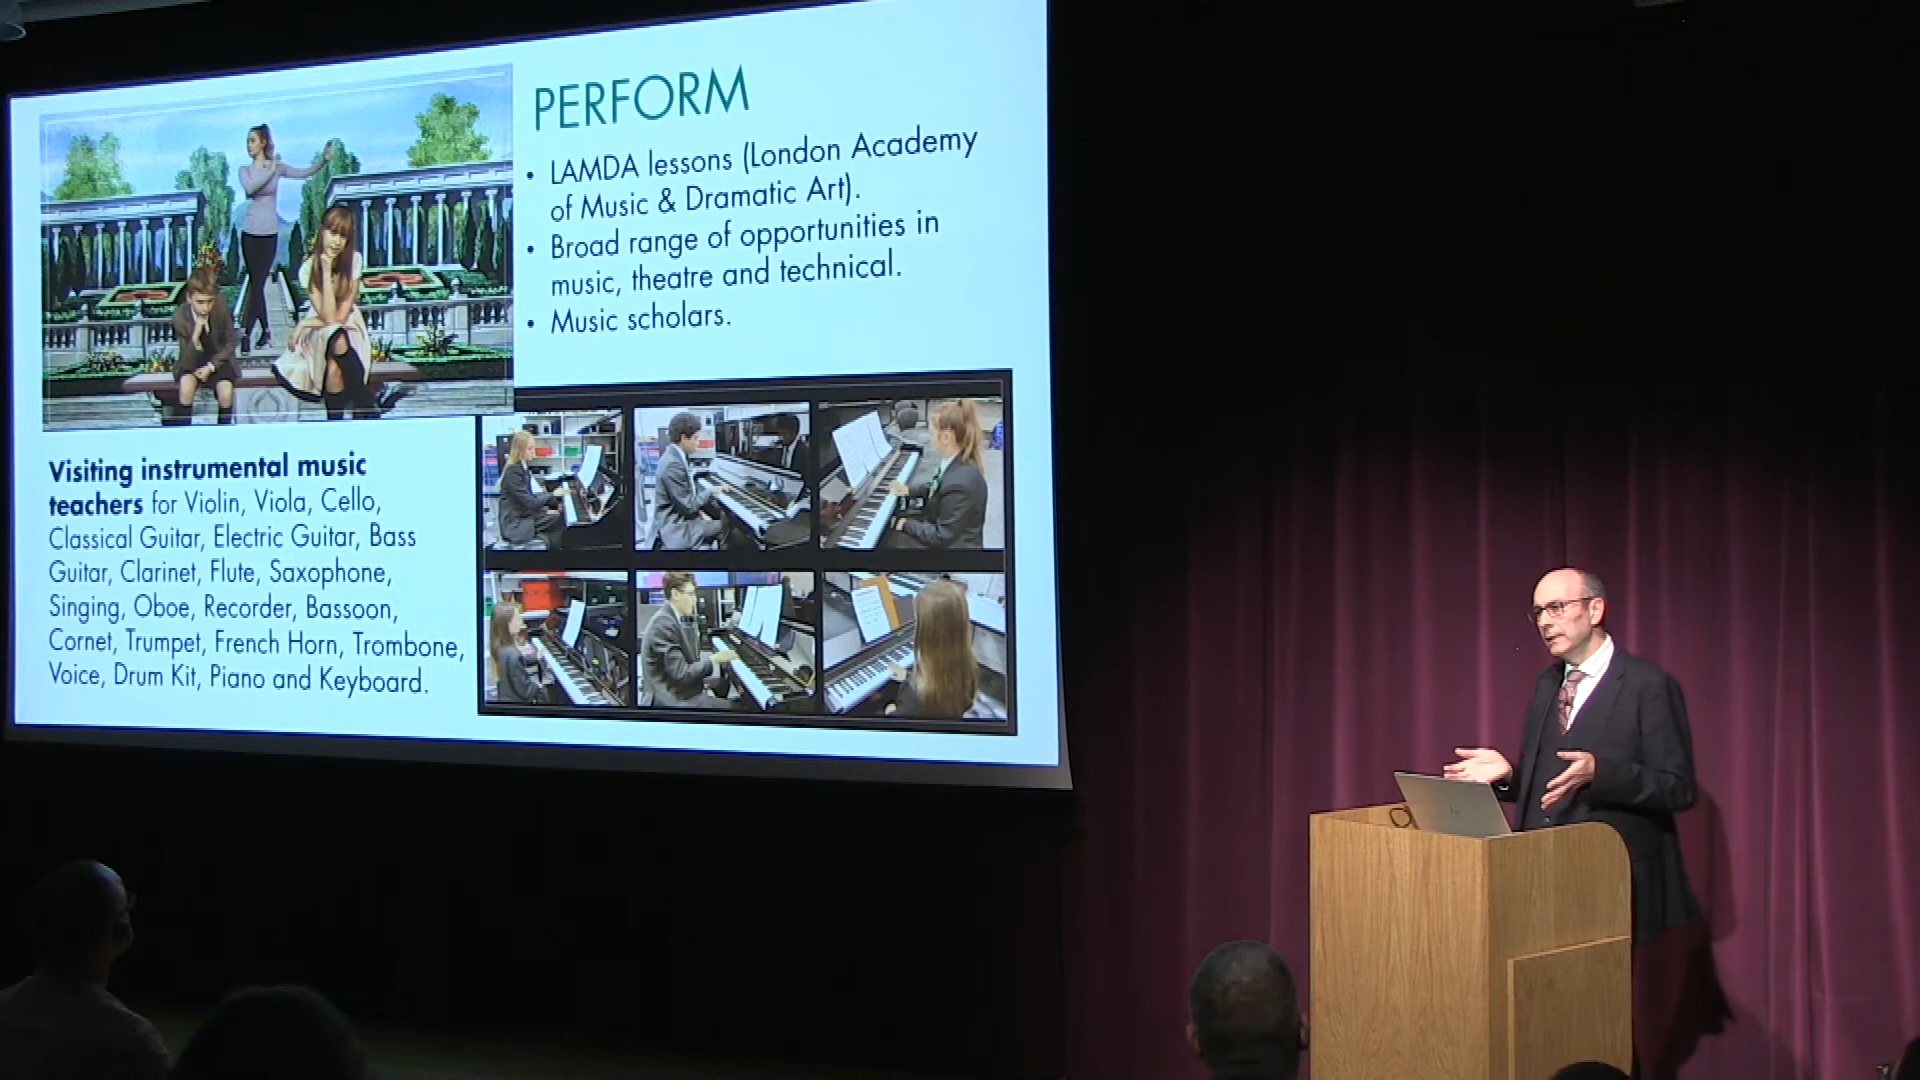 PERFORM
• LAMDA lessons (London Academy
of Music & Dramatic Art).
• Broad range of opportunities in
music, theatre and technical.
• Music scholars.
Visiting instrumental music
teachers for Violin, Viola, Cello,
Classical Guitar, Electric Guitar, Bass
Guitar, Clarinet, Flute, Saxophone,
Singing, Oboe, Recorder, Bassoon,
Cornet, Trumpet, French Horn, Trombone,
Voice, Drum Kit, Piano and Keyboard.